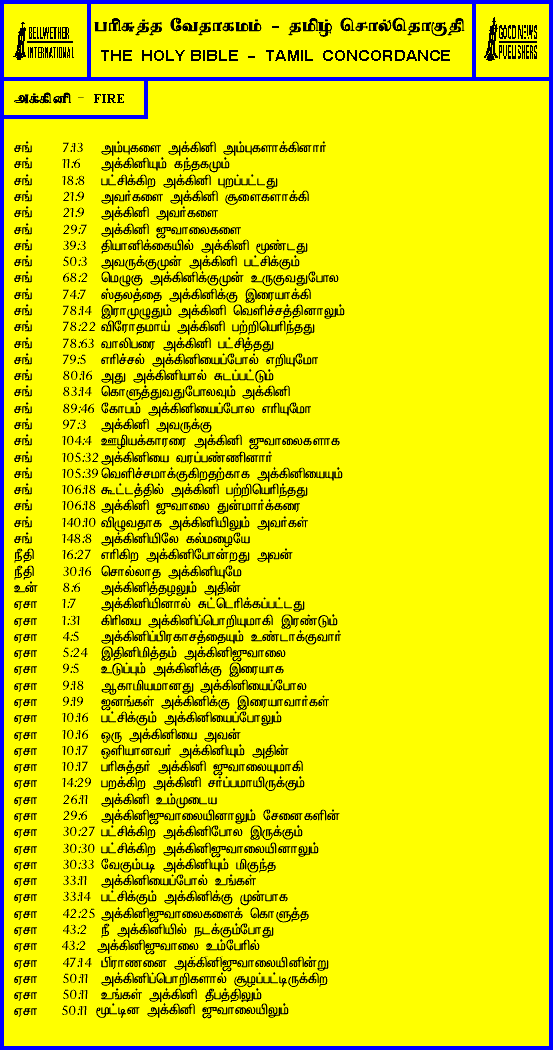 BELLWETHER
INTERNATIONAL
பரிசுத்த வேதாகமம் - தமிழ் சொல்தொகுதி
THE HOLY BIBLE - TAMIL CONCORDANCE
GOOD NEWS
PUBLISHERS
அக்கினி - FIRE
சங் 7:13 அம்புகளை அக்கினி அம்புகளாக்கினார்
சங் 11:6 அக்கினியும் கந்தகமும்
சங் 18:8 பட்சிக்கிற அக்கினி புறப்பட்டது
சங் 21:9 அவர்களை அக்கினி சூளைகளாக்கி
சங் 21:9 அக்கினி அவர்களை
சங் 29:7 அக்கினி ஜுவாலைகளை
சங் 39:3 தியானிக்கையில் அக்கினி மூண்டது
சங் 50:3 அவருக்குமுன் அக்கினி பட்சிக்கும்
சங் 68:2 மெழுகு அக்கினிக்குமுன் உருகுவதுபோல
சங் 74:7 ஸ்தலத்தை அக்கினிக்கு இரையாக்கி
சங் 78:14 இராமுழுதும் அக்கினி வெளிச்சத்தினாலும்
சங் 78:22 விரோதமாய் அக்கினி பற்றியெரிந்தது
சங் 78:63 வாலிபரை அக்கினி பட்சித்தது
சங் 79:5 எரிச்சல் அக்கினியைப்போல் எறியுமோ
சங் 80:16 அது அக்கினியால் சுடப்பட்டும்
சங் 83:14 கொளுத்துவதுபோலவும் அக்கினி
சங் 89:46 கோபம் அக்கினியைப்போல எரியுமோ
சங் 97:3 அக்கினி அவருக்கு
சங் 104:4 ஊழியக்காரரை அக்கினி ஜுவாலைகளாக
சங் 105:32 அக்கினியை வரப்பண்ணினார்
சங் 105:39 வெளிச்சமாக்குகிறதற்காக அக்கினியையும்
சங் 106:18 கூட்டத்தில் அக்கினி பற்றியெரிந்தது
சங் 106:18 அக்கினி ஜுவாலை துன்மார்க்கரை
சங் 140:10 விழுவதாக அக்கினியிலும் அவர்கள்
சங் 148:8 அக்கினியிலே கல்மழையே
நீதி 16:27 எரிகிற அக்கினிபோன்றது அவன்
நீதி 30:16 சொல்லாத அக்கினியுமே
உன் 8:6 அக்கினித்தழலும் அதின்
ஏசா 1:7 அக்கினியினால் சுட்டெரிக்கப்பட்டது
ஏசா 1:31 கிரியை அக்கினிப்பொறியுமாகி இரண்டும்
ஏசா 4:5 அக்கினிப்பிரகாசத்தையும் உண்டாக்குவார்
ஏசா 5:24 இதினிமித்தம் அக்கினிஜுவாலை
ஏசா 9:5 உடுப்பும் அக்கினிக்கு இரையாக
ஏசா 9:18 ஆகாமியமானது அக்கினியைப்போல
ஏசா 9:19 ஜனங்கள் அக்கினிக்கு இரையாவார்கள்
ஏசா 10:16 பட்சிக்கும் அக்கினியைப்போலும்
ஏசா 10:16 ஒரு அக்கினியை அவன்
ஏசா 10:17 ஒளியானவர் அக்கினியும் அதின்
ஏசா 10:17 பரிசுத்தர் அக்கினி ஜுவாலையுமாகி
ஏசா 14:29 பறக்கிற அக்கினி சர்ப்பமாயிருக்கும்
ஏசா 26:11 அக்கினி உம்முடைய
ஏசா 29:6 அக்கினிஜுவாலையினாலும் சேனைகளின்
ஏசா 30:27 பட்சிக்கிற அக்கினிபோல இருக்கும்
ஏசா 30:30 பட்சிக்கிற அக்கினிஜுவாலையினாலும்
ஏசா 30:33 வேகும்படி அக்கினியும் மிகுந்த
ஏசா 33:11 அக்கினியைப்போல் உங்கள்
ஏசா 33:14 பட்சிக்கும் அக்கினிக்கு முன்பாக
ஏசா 42:25 அக்கினிஜுவாலைகளைக் கொளுத்த
ஏசா 43:2 நீ அக்கினியில் நடக்கும்போது
ஏசா 43:2 அக்கினிஜுவாலை உம்பேரில்
ஏசா 47:14 பிராணனை அக்கினிஜுவாலையினின்று
ஏசா 50:11 அக்கினிப்பொறிகளால் சூழப்பட்டிருக்கிற
ஏசா 50:11 உங்கள் அக்கினி தீபத்திலும்
ஏசா 50:11 மூட்டின அக்கினி ஜுவாலையிலும்